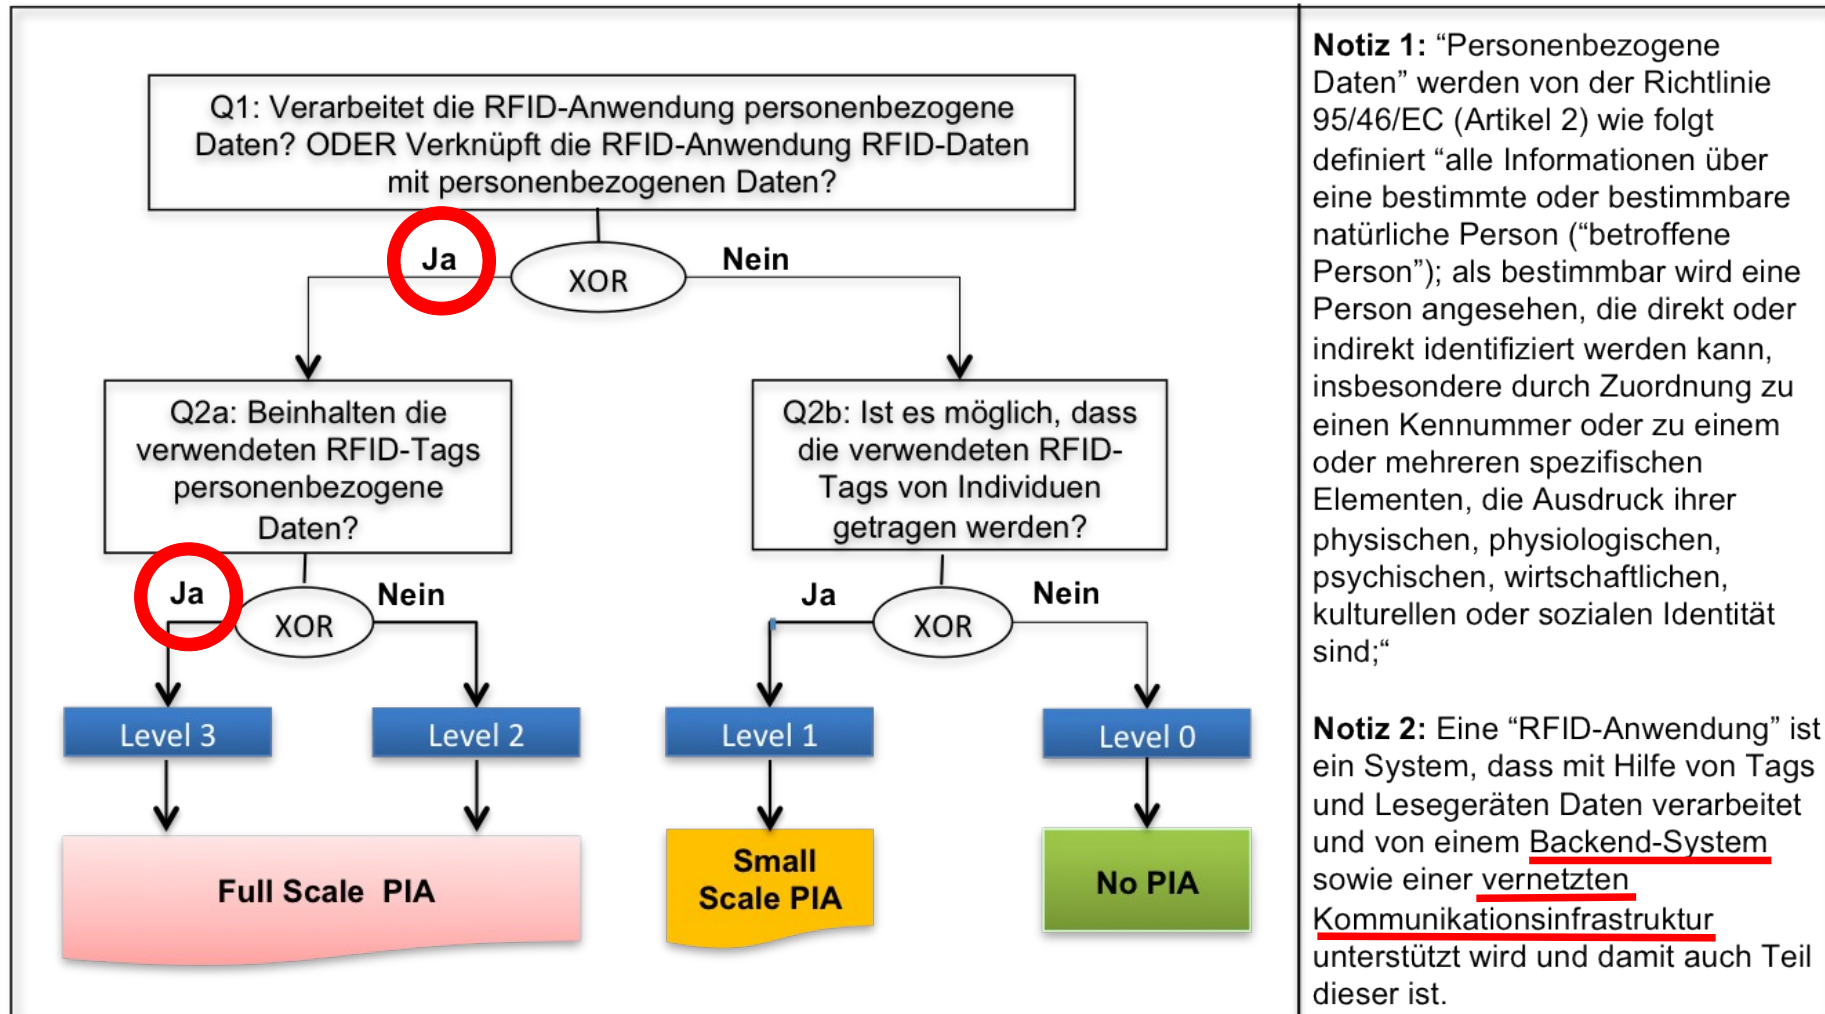 Q1: Verarbeitet die RFID-Anwendung personenbezogene
Daten? ODER Verknüpft die RFID-Anwendung RFID-Daten
mit personenbezogenen Daten?
Ja
XOR
Nein
Q2a: Beinhalten die
verwendeten RFID-Tags
personenbezogene
Daten?
Q2b: Ist es möglich, dass
die verwendeten RFID-
Tags von Individuen
getragen werden?
Ja
XOR
Nein
Ja
XOR
Nein
Level 3
Level 2
Level 1
Level 0
Full Scale PIA
Small
Scale PIA
No PIA
Notiz 1: “Personenbezogene
Daten” werden von der Richtlinie
95/46/EC (Artikel 2) wie folgt
definiert “alle Informationen über
eine bestimmte oder bestimmbare
natürliche Person (“betroffene
Person”); als bestimmbar wird eine
Person angesehen, die direkt oder
indirekt identifiziert werden kann,
insbesondere durch Zuordnung zu
einen Kennummer oder zu einem
oder mehreren spezifischen
Elementen, die Ausdruck ihrer
physischen, physiologischen,
psychischen, wirtschaftlichen,
kulturellen oder sozialen Identität
sind;“
Notiz 2: Eine “RFID-Anwendung” ist
ein System, dass mit Hilfe von Tags
und Lesegeräten Daten verarbeitet
und von einem Backend-System
sowie einer vernetzten
Kommunikationsinfrastruktur
unterstützt wird und damit auch Teil
dieser ist.